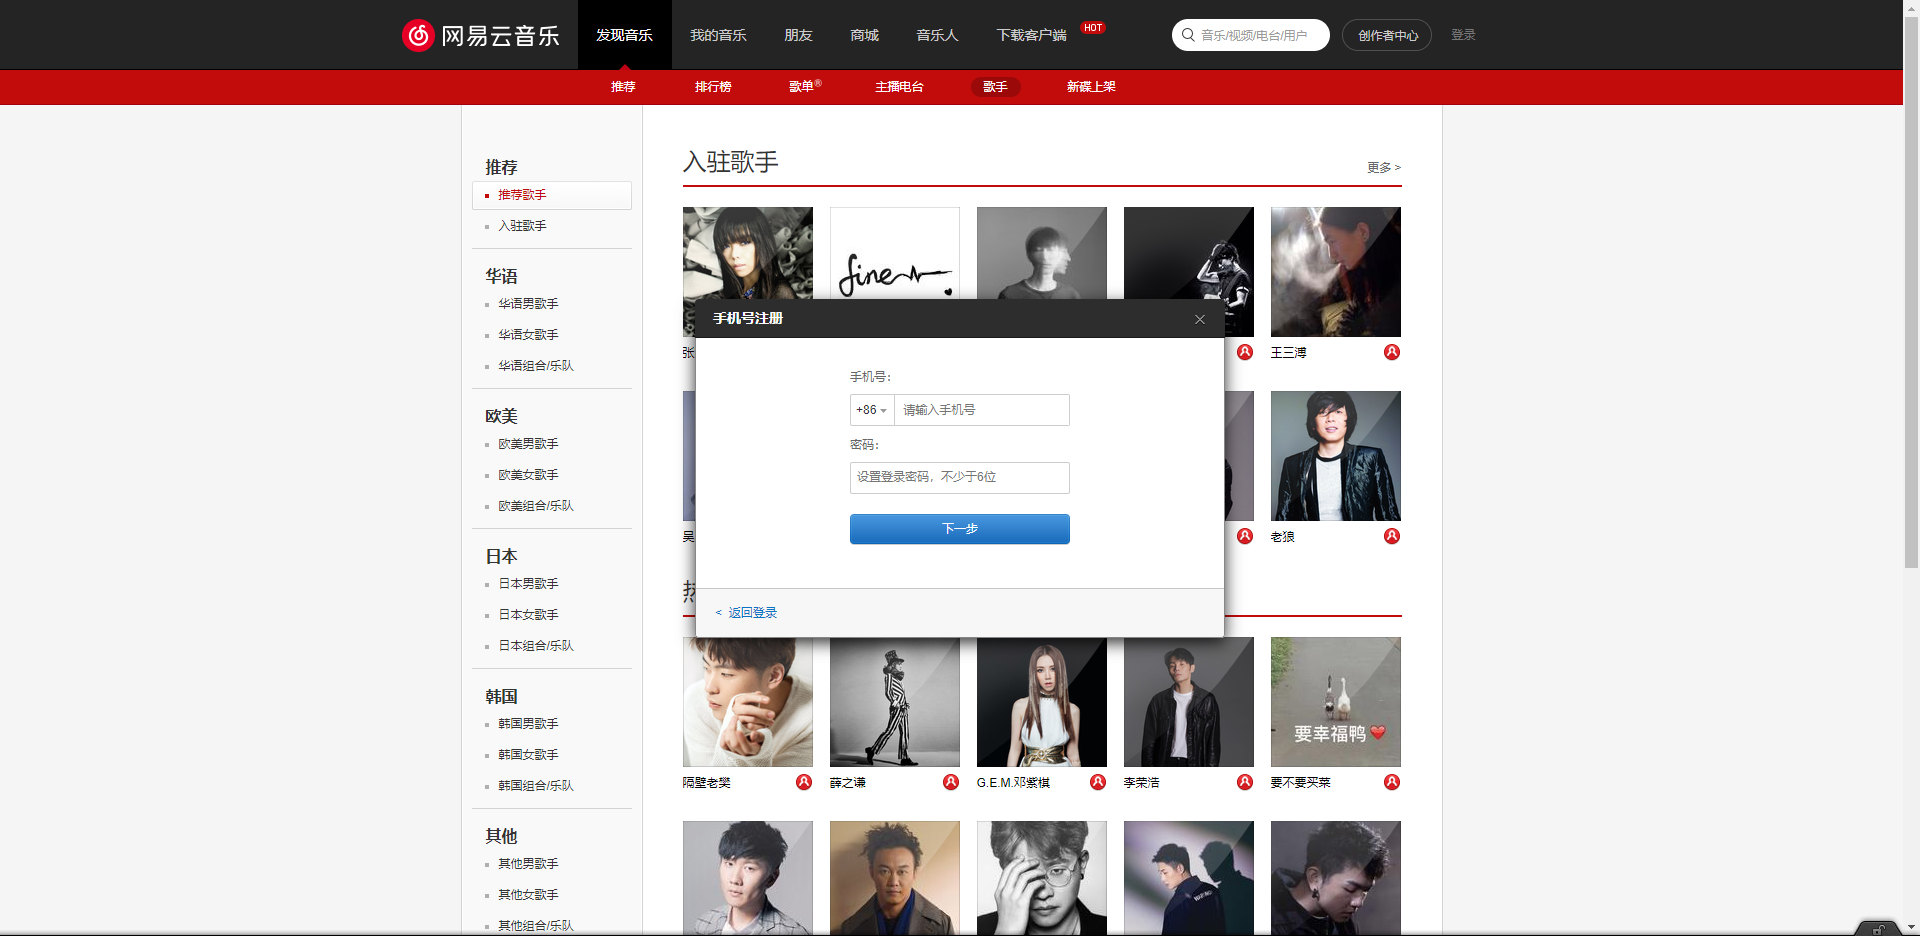 网易云音乐
发现音乐
我的音乐
朋友
商城
音乐人
下载客户端
HOT
音乐/视频/电台/用户
创作者中心
登录
推荐
排行榜
歌单®
主播电台
歌手
新碟上架
推荐
推荐歌手
入驻歌手
华语
华语男歌手
华语女歌手
华语组合/乐队
欧美
欧美男歌手
欧美女歌手
欧美组合/乐队
日本
日本男歌手
日本女歌手
日本组合/乐队
韩国
韩国男歌手
韩国女歌手
韩国组合/乐队
其他
其他男歌手
其他女歌手
其他组合/乐队
入驻歌手
更多 >
fine
张
王三溥
吴
老狼
手机号注册
手机号：
+86
请输入手机号
密码：
设置登录密码，不少于6位
下一步
< 返回登录
热
要幸福鸭
隔壁老樊
薛之谦
G.E.M.邓紫棋
李荣浩
要不要买菜